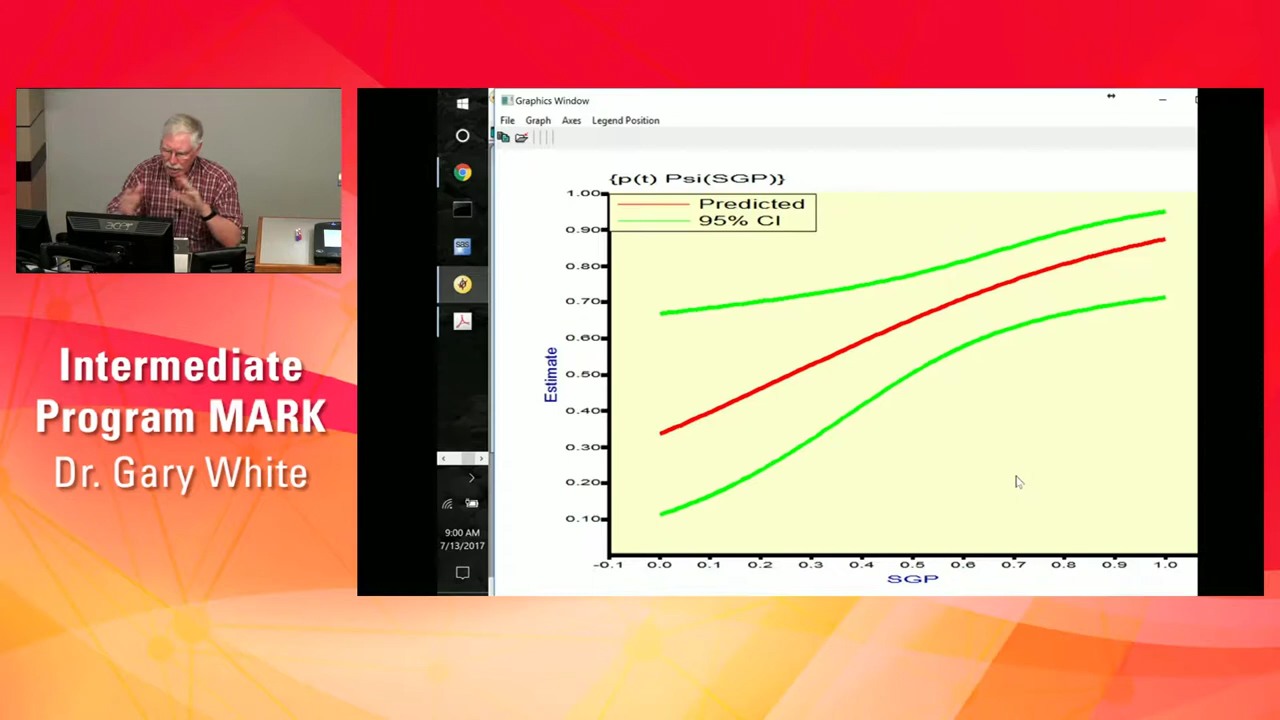 Intermediate
Program MARK
Dr. Gary White
acer
Graphics Window
File Graph Axes Legend Position
{p(t) Psi(SGP)}
Predicted
95% CI
1.00
0.90
0.80
0.70
0.60
0.50
0.40
0.30
0.20
0.10
Estimate
-0.1 0.0 0.1 0.2 0.3 0.4 0.5 0.6 0.7 0.8 0.9 1.0
SGP
sas
9:00 AM
7/13/2017